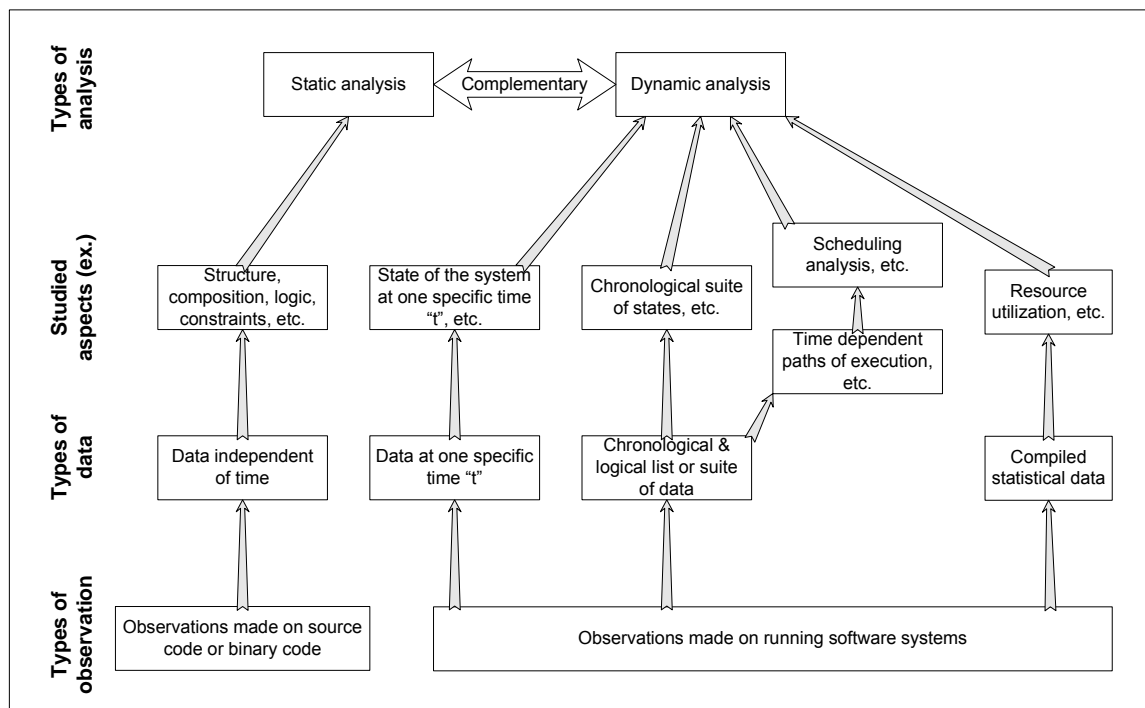 Types of
analysis
Static analysis
Complementary
Dynamic analysis
Studied
aspects (ex.)
Structure,
composition, logic,
constraints, etc.
State of the system
at one specific time
“t”, etc.
Chronological suite
of states, etc.
Scheduling
analysis, etc.
Time dependent
paths of execution,
etc.
Resource
utilization, etc.
Types of
data
Data independent
of time
Data at one specific
time “t”
Chronological &
logical list or suite
of data
Compiled
statistical data
Types of
observation
Observations made on source
code or binary code
Observations made on running software systems